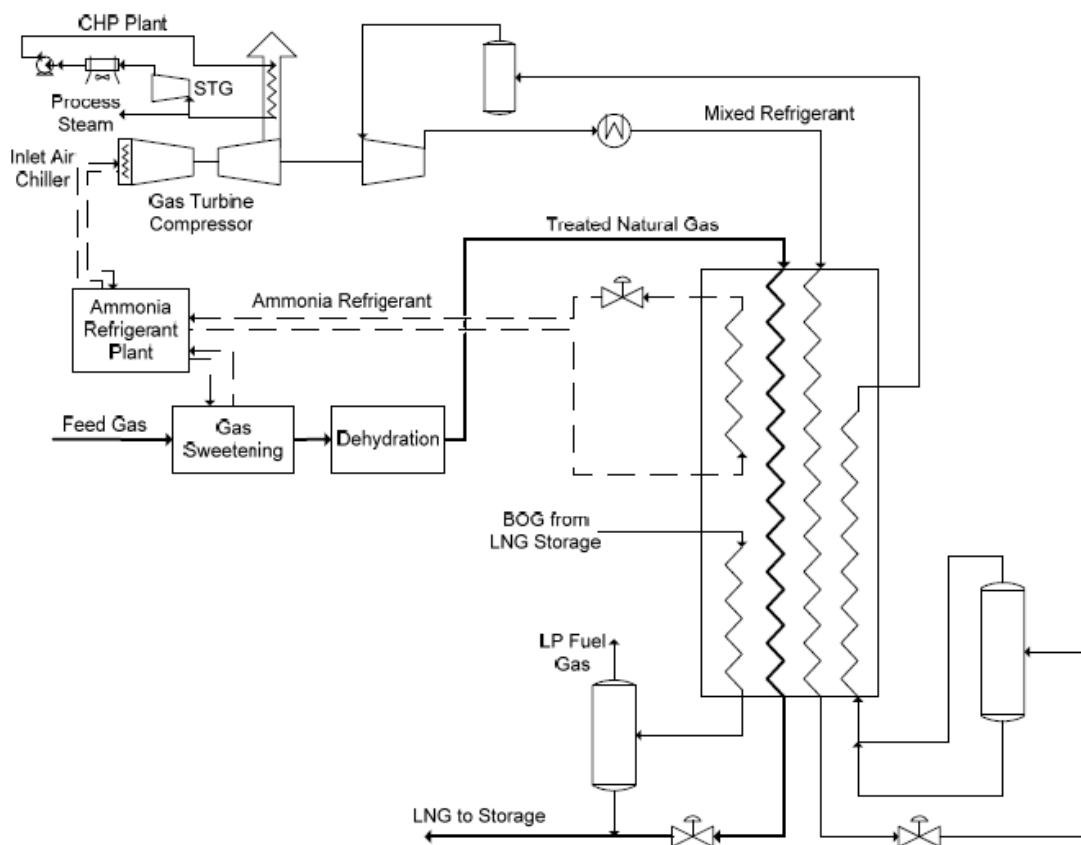 CHP Plant
STG
Process
Steam
Mixed Refrigerant
Inlet Air
Chiller
Gas Turbine
Compressor
Treated Natural Gas
Ammonia Refrigerant
Ammonia
Refrigerant
Plant
Feed Gas
Gas
Sweetening
Dehydration
BOG from
LNG Storage
LP Fuel
Gas
LNG to Storage